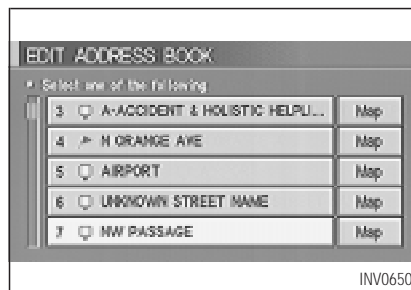 EDIT ADDRESS BOOK
Select one of the following
3 A-ACCIDENT & HOLISTIC HELPLI... Map
4 N ORANGE AVE Map
5 AIRPORT Map
6 UNKNOWN STREET NAME Map
7 NW PASSAGE Map
INV0650